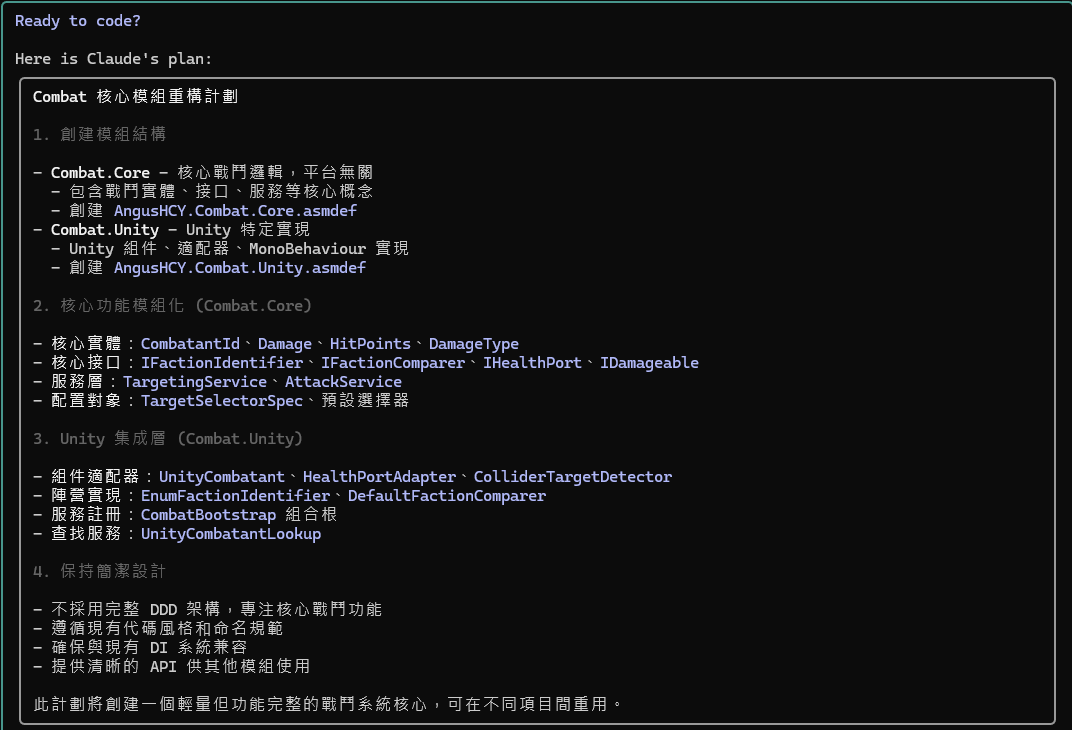 Ready to code?
Here is Claude's plan:
Combat 核心模組重構計劃
1. 創建模組結構
- Combat.Core - 核心戰鬥邏輯，平台無關
- 包含戰鬥實體、接口、服務等核心概念
- 創建 AngusHCY.Combat.Core.asmdef
- Combat.Unity - Unity 特定實現
- Unity 組件、適配器、MonoBehaviour 實現
- 創建 AngusHCY.Combat.Unity.asmdef
2. 核心功能模組化 (Combat.Core)
- 核心實體：CombatantId、Damage、HitPoints、DamageType
- 核心接口：IFactionIdentifier、IFactionComparer、IHealthPort、IDamageable
- 服務層：TargetingService、AttackService
- 配置對象：TargetSelectorSpec、預設選擇器
3. Unity 集成層 (Combat.Unity)
- 組件適配器：UnityCombatant、HealthPortAdapter、ColliderTargetDetector
- 陣營實現：EnumFactionIdentifier、DefaultFactionComparer
- 服務註冊：CombatBootstrap 組合根
- 查找服務：UnityCombatantLookup
4. 保持簡潔設計
- 不採用完整 DDD 架構，專注核心戰鬥功能
- 遵循現有代碼風格和命名規範
- 確保與現有 DI 系統兼容
- 提供清晰的 API 供其他模組使用
此計劃將創建一個輕量但功能完整的戰鬥系統核心，可在不同項目間重用。